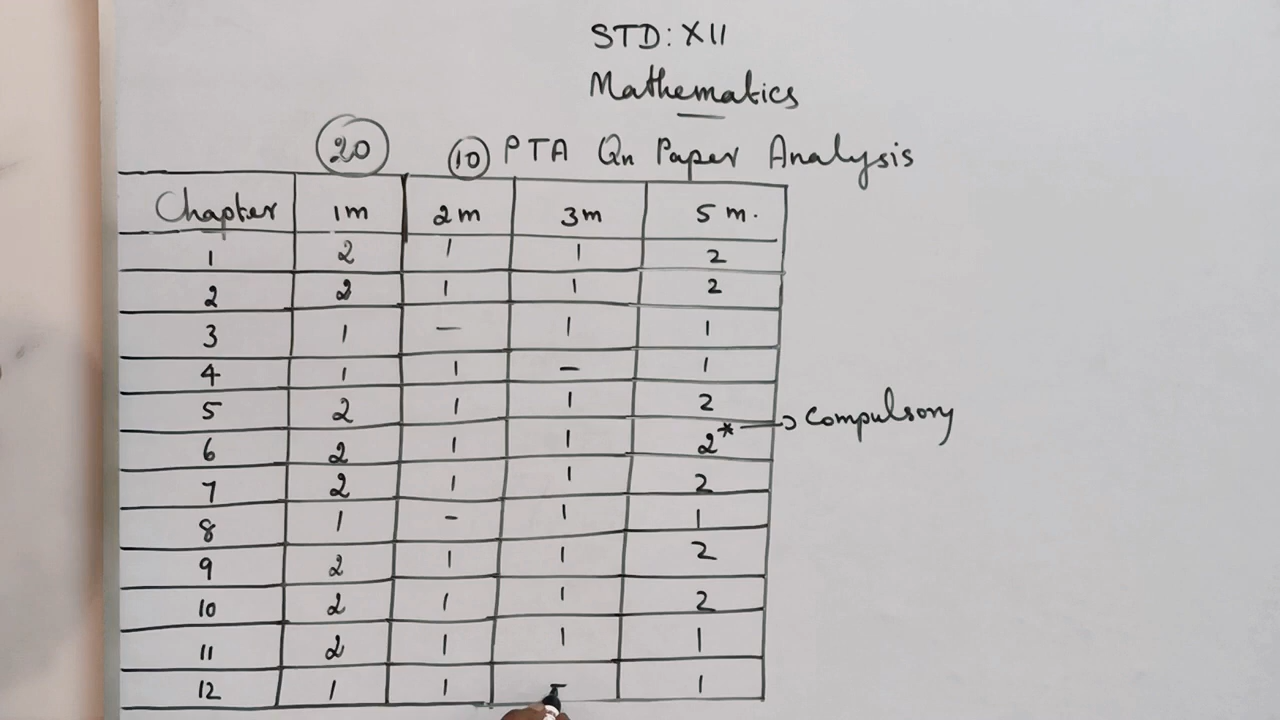 STD: XII
Mathematics
20 10 PTA Qn Paper Analysis
Chapter 1m 2m 3m 5m.
1 2 1 1 2
2 2 1 1 2
3 1 — 1 1
4 1 1 — 1
5 2 1 1 2
6 2 1 1 2* → Compulsory
7 2 1 1 2
8 1 - 1 1
9 2 1 1 2
10 2 1 1 2
11 2 1 1 1
12 1 1 - 1